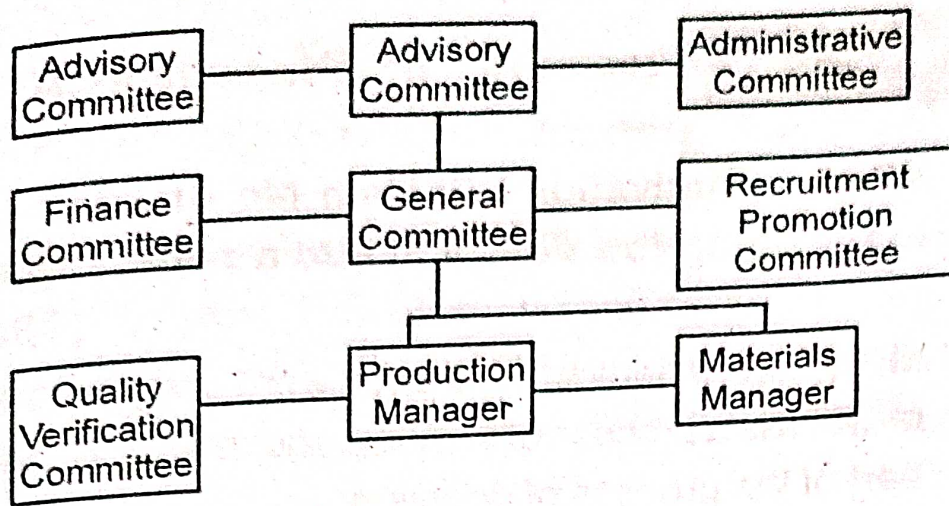 Advisory
Committee
Advisory
Committee
Administrative
Committee
Finance
Committee
General
Committee
Recruitment
Promotion
Committee
Quality
Verification
Committee
Production
Manager
Materials
Manager